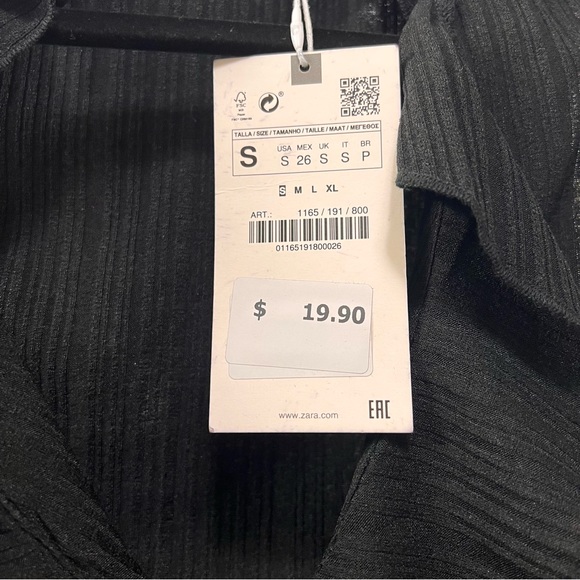 FSC
®
TALLA / SIZE / TAMANHO / TAILLE / MAAT / ΜΕΓΕΘΟΣ
S
USA MEX UK IT BR
S 26 S S P
S M L XL
ART.: 1165 / 191 / 800
01165191800026
$ 19.90
www.zara.com
EAC